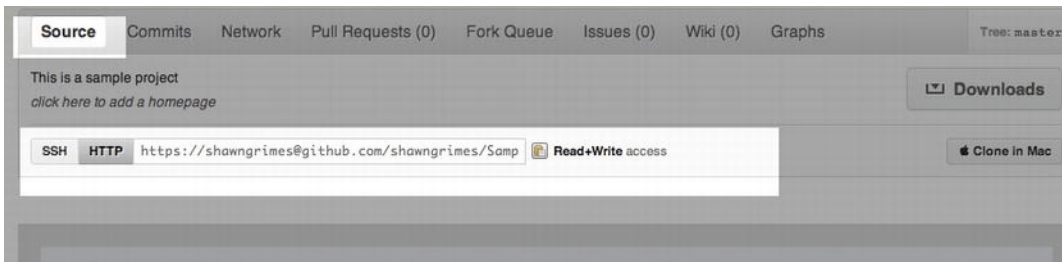 Source Commits Network Pull Requests (0) Fork Queue Issues (0) Wiki (0) Graphs Tree: master
This is a sample project
click here to add a homepage
Downloads
SSH HTTP https://shawngrimes@github.com/shawngrimes/Samp Read+Write access Clone in Mac